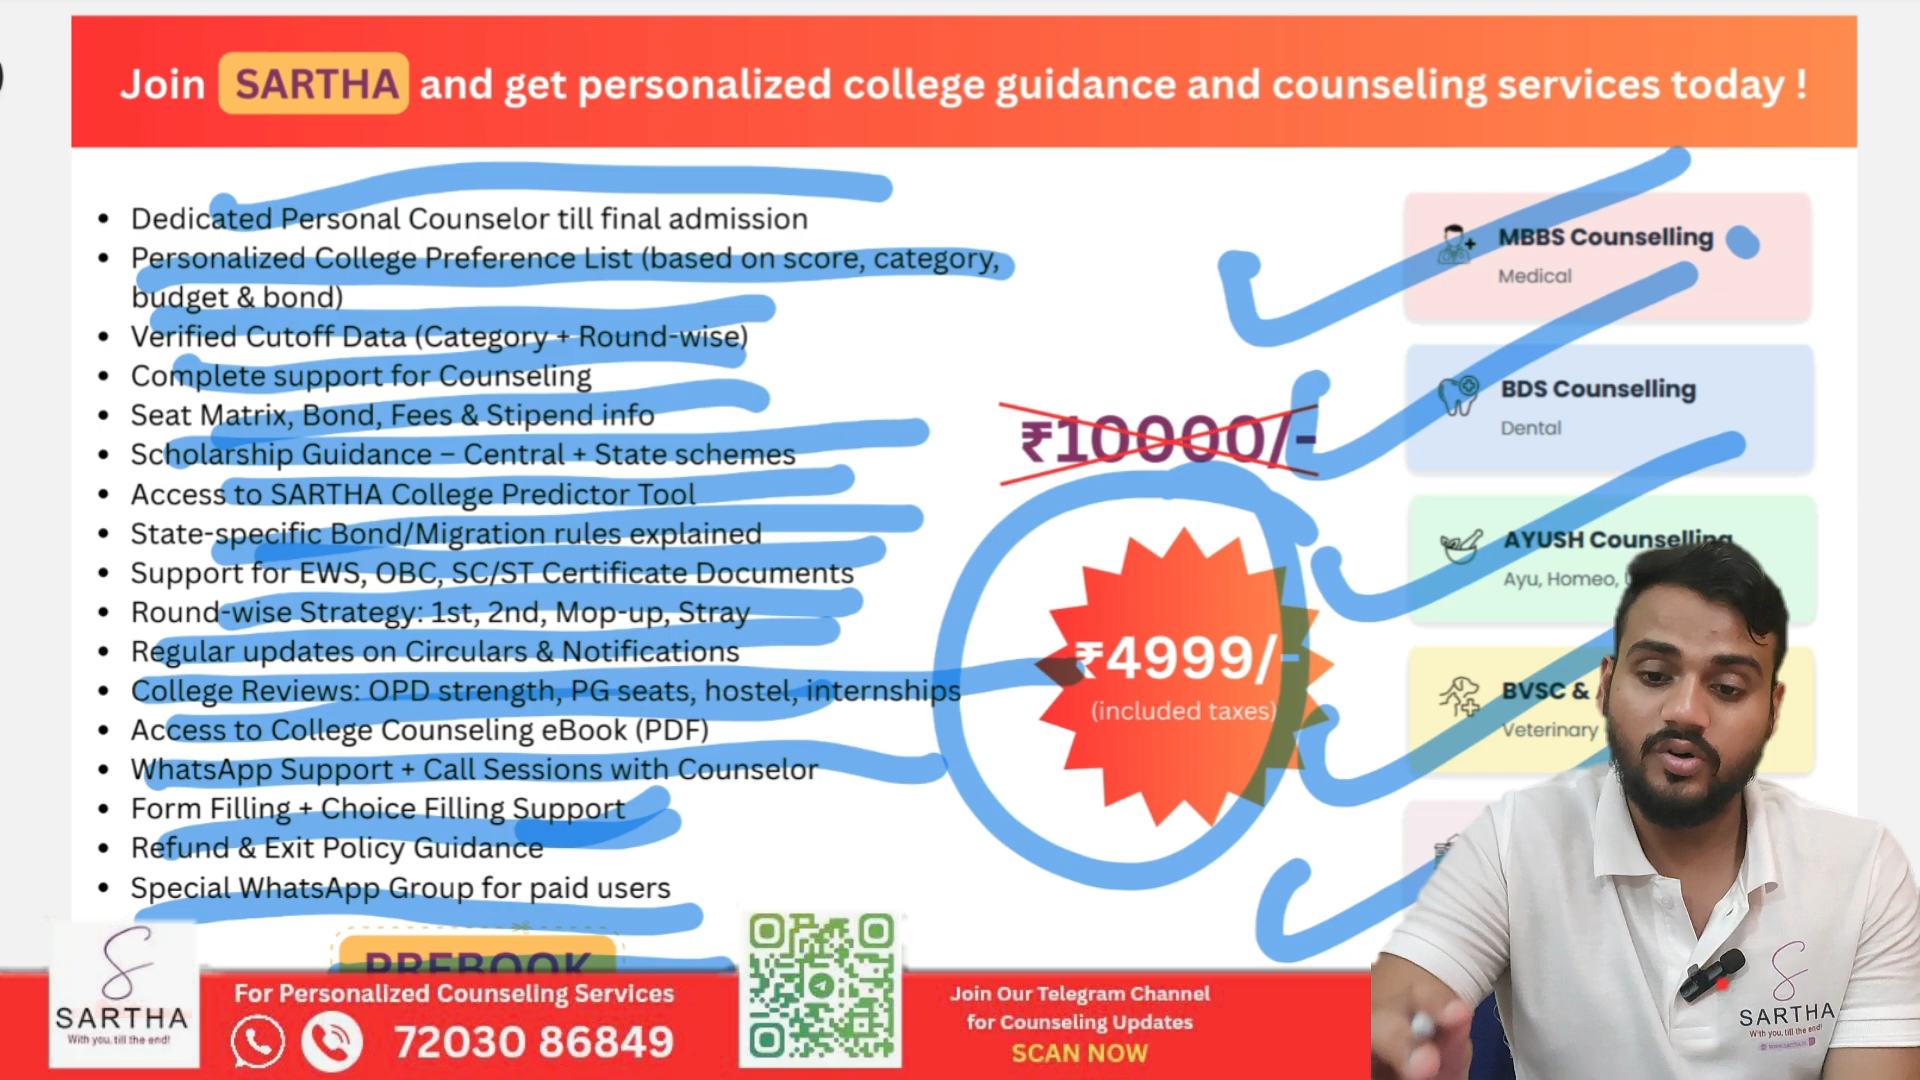 Join SARTHA and get personalized college guidance and counseling services today !
• Dedicated Personal Counselor till final admission
• Personalized College Preference List (based on score, category,
budget & bond)
• Verified Cutoff Data (Category + Round-wise)
• Complete support for Counseling
• Seat Matrix, Bond, Fees & Stipend info
• Scholarship Guidance – Central + State schemes
• Access to SARTHA College Predictor Tool
• State-specific Bond/Migration rules explained
• Support for EWS, OBC, SC/ST Certificate Documents
• Round-wise Strategy: 1st, 2nd, Mop-up, Stray
• Regular updates on Circulars & Notifications
• College Reviews: OPD strength, PG seats, hostel, internships
• Access to College Counseling eBook (PDF)
• WhatsApp Support + Call Sessions with Counselor
• Form Filling + Choice Filling Support
• Refund & Exit Policy Guidance
• Special WhatsApp Group for paid users
₹10000/-
₹4999/-
(included taxes)
MBBS Counselling
Medical
BDS Counselling
Dental
AYUSH Counselling
Ayu, Homeo,
BVSC &
Veterinary
PREBOOK
SARTHA
With you, till the end!
For Personalized Counseling Services
72030 86849
Join Our Telegram Channel
for Counseling Updates
SCAN NOW
SARTHA
With you, till the end!